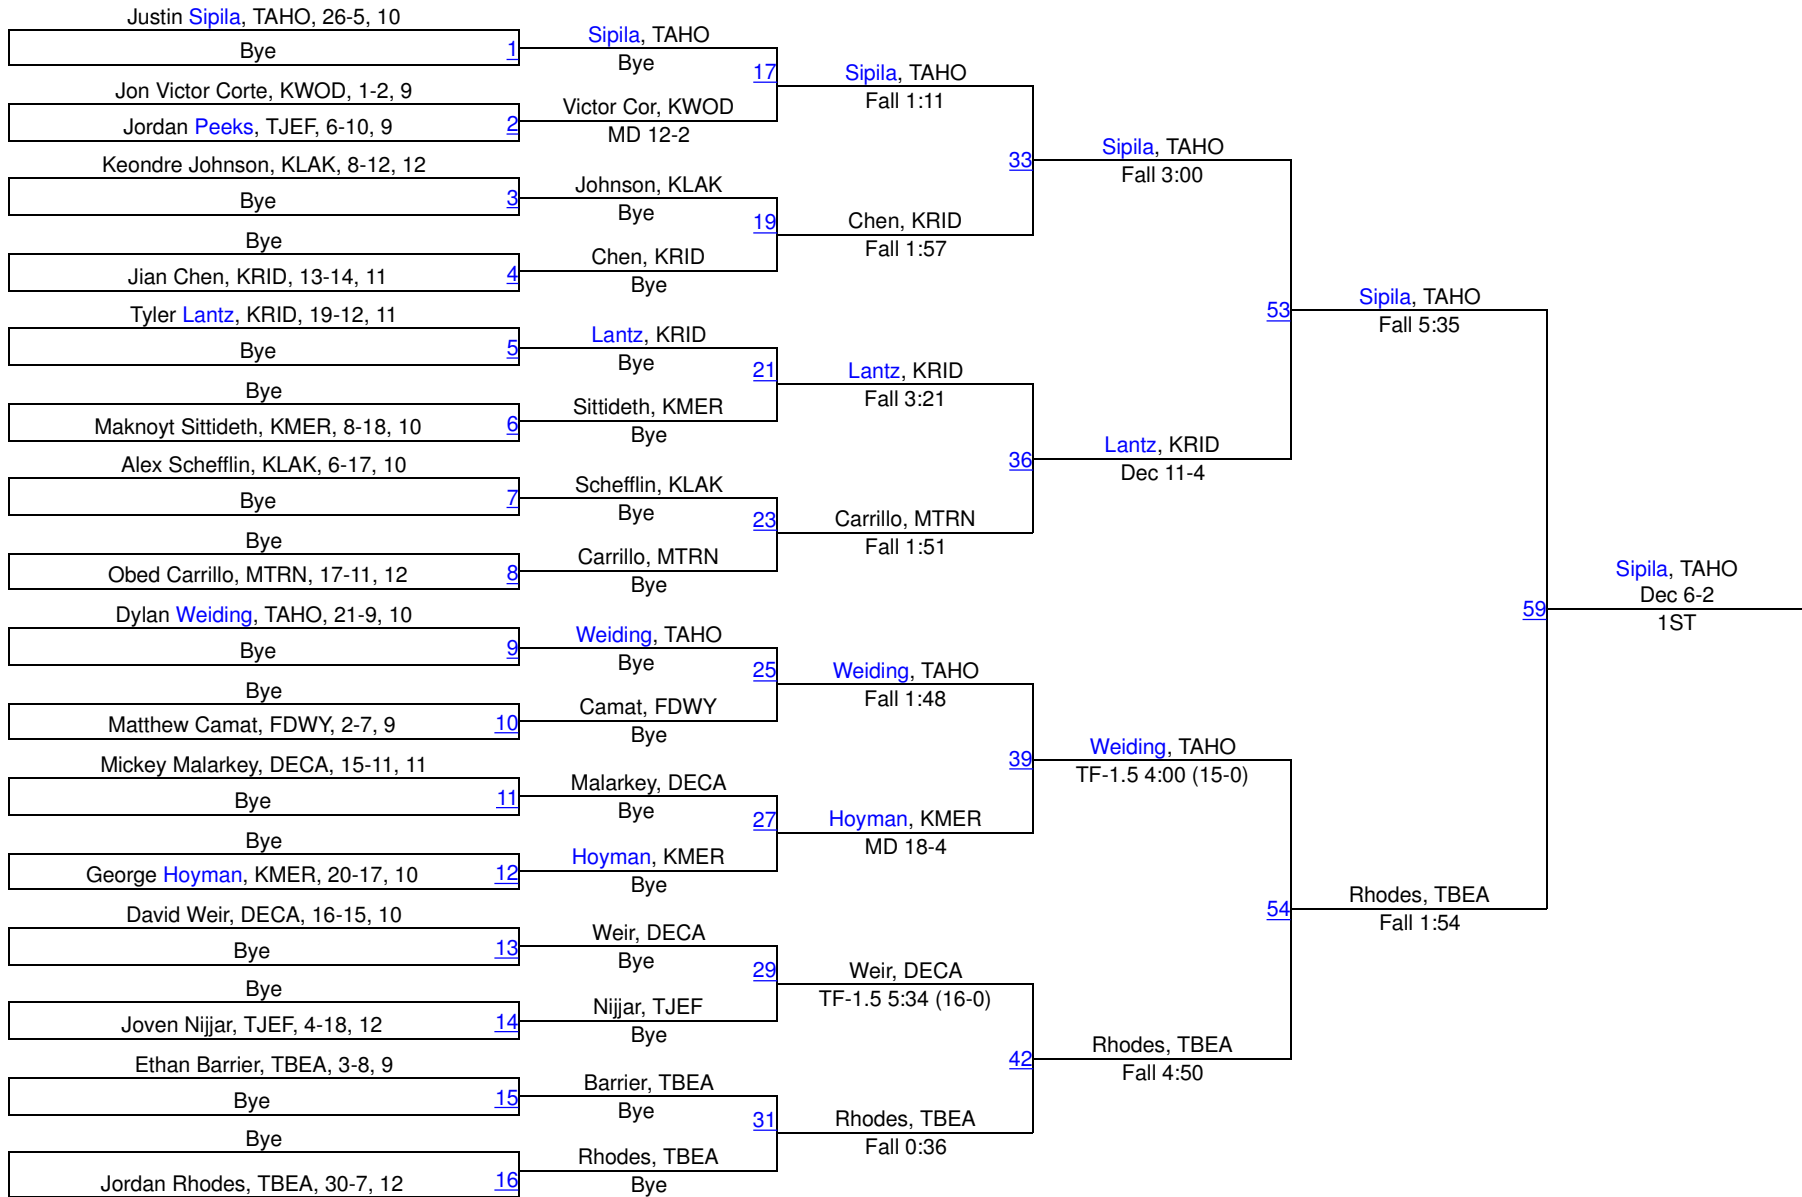 Justin Sipila, TAHO, 26-5, 10
Bye
1
Jon Victor Corte, KWOD, 1-2, 9
Jordan Peeks, TJEF, 6-10, 9
2
Keondre Johnson, KLAK, 8-12, 12
Bye
3
Bye
Jian Chen, KRID, 13-14, 11
4
Tyler Lantz, KRID, 19-12, 11
Bye
5
Bye
Maknoyt Sittideth, KMER, 8-18, 10
6
Alex Schefflin, KLAK, 6-17, 10
Bye
7
Bye
Obed Carrillo, MTRN, 17-11, 12
8
Dylan Weiding, TAHO, 21-9, 10
Bye
9
Bye
Matthew Camat, FDWY, 2-7, 9
10
Mickey Malarkey, DECA, 15-11, 11
Bye
11
Bye
George Hoyman, KMER, 20-17, 10
12
David Weir, DECA, 16-15, 10
Bye
13
Bye
Joven Nijjar, TJEF, 4-18, 12
14
Ethan Barrier, TBEA, 3-8, 9
Bye
15
Bye
Jordan Rhodes, TBEA, 30-7, 12
16
Sipila, TAHO
Bye
17
Victor Cor, KWOD
MD 12-2
Johnson, KLAK
Bye
19
Chen, KRID
Bye
Lantz, KRID
Bye
21
Sittideth, KMER
Bye
Schefflin, KLAK
Bye
23
Carrillo, MTRN
Bye
Weiding, TAHO
Bye
25
Camat, FDWY
Bye
Malarkey, DECA
Bye
27
Hoyman, KMER
Bye
Weir, DECA
Bye
29
Nijjar, TJEF
Bye
Barrier, TBEA
Bye
31
Rhodes, TBEA
Bye
Sipila, TAHO
Fall 1:11
33
Chen, KRID
Fall 1:57
Lantz, KRID
Fall 3:21
36
Carrillo, MTRN
Fall 1:51
Weiding, TAHO
Fall 1:48
39
Hoyman, KMER
MD 18-4
Weir, DECA
TF-1.5 5:34 (16-0)
42
Rhodes, TBEA
Fall 0:36
Sipila, TAHO
Fall 3:00
53
Lantz, KRID
Dec 11-4
Weiding, TAHO
TF-1.5 4:00 (15-0)
54
Rhodes, TBEA
Fall 4:50
Sipila, TAHO
Fall 5:35
59
Rhodes, TBEA
Fall 1:54
Sipila, TAHO
Dec 6-2
1ST